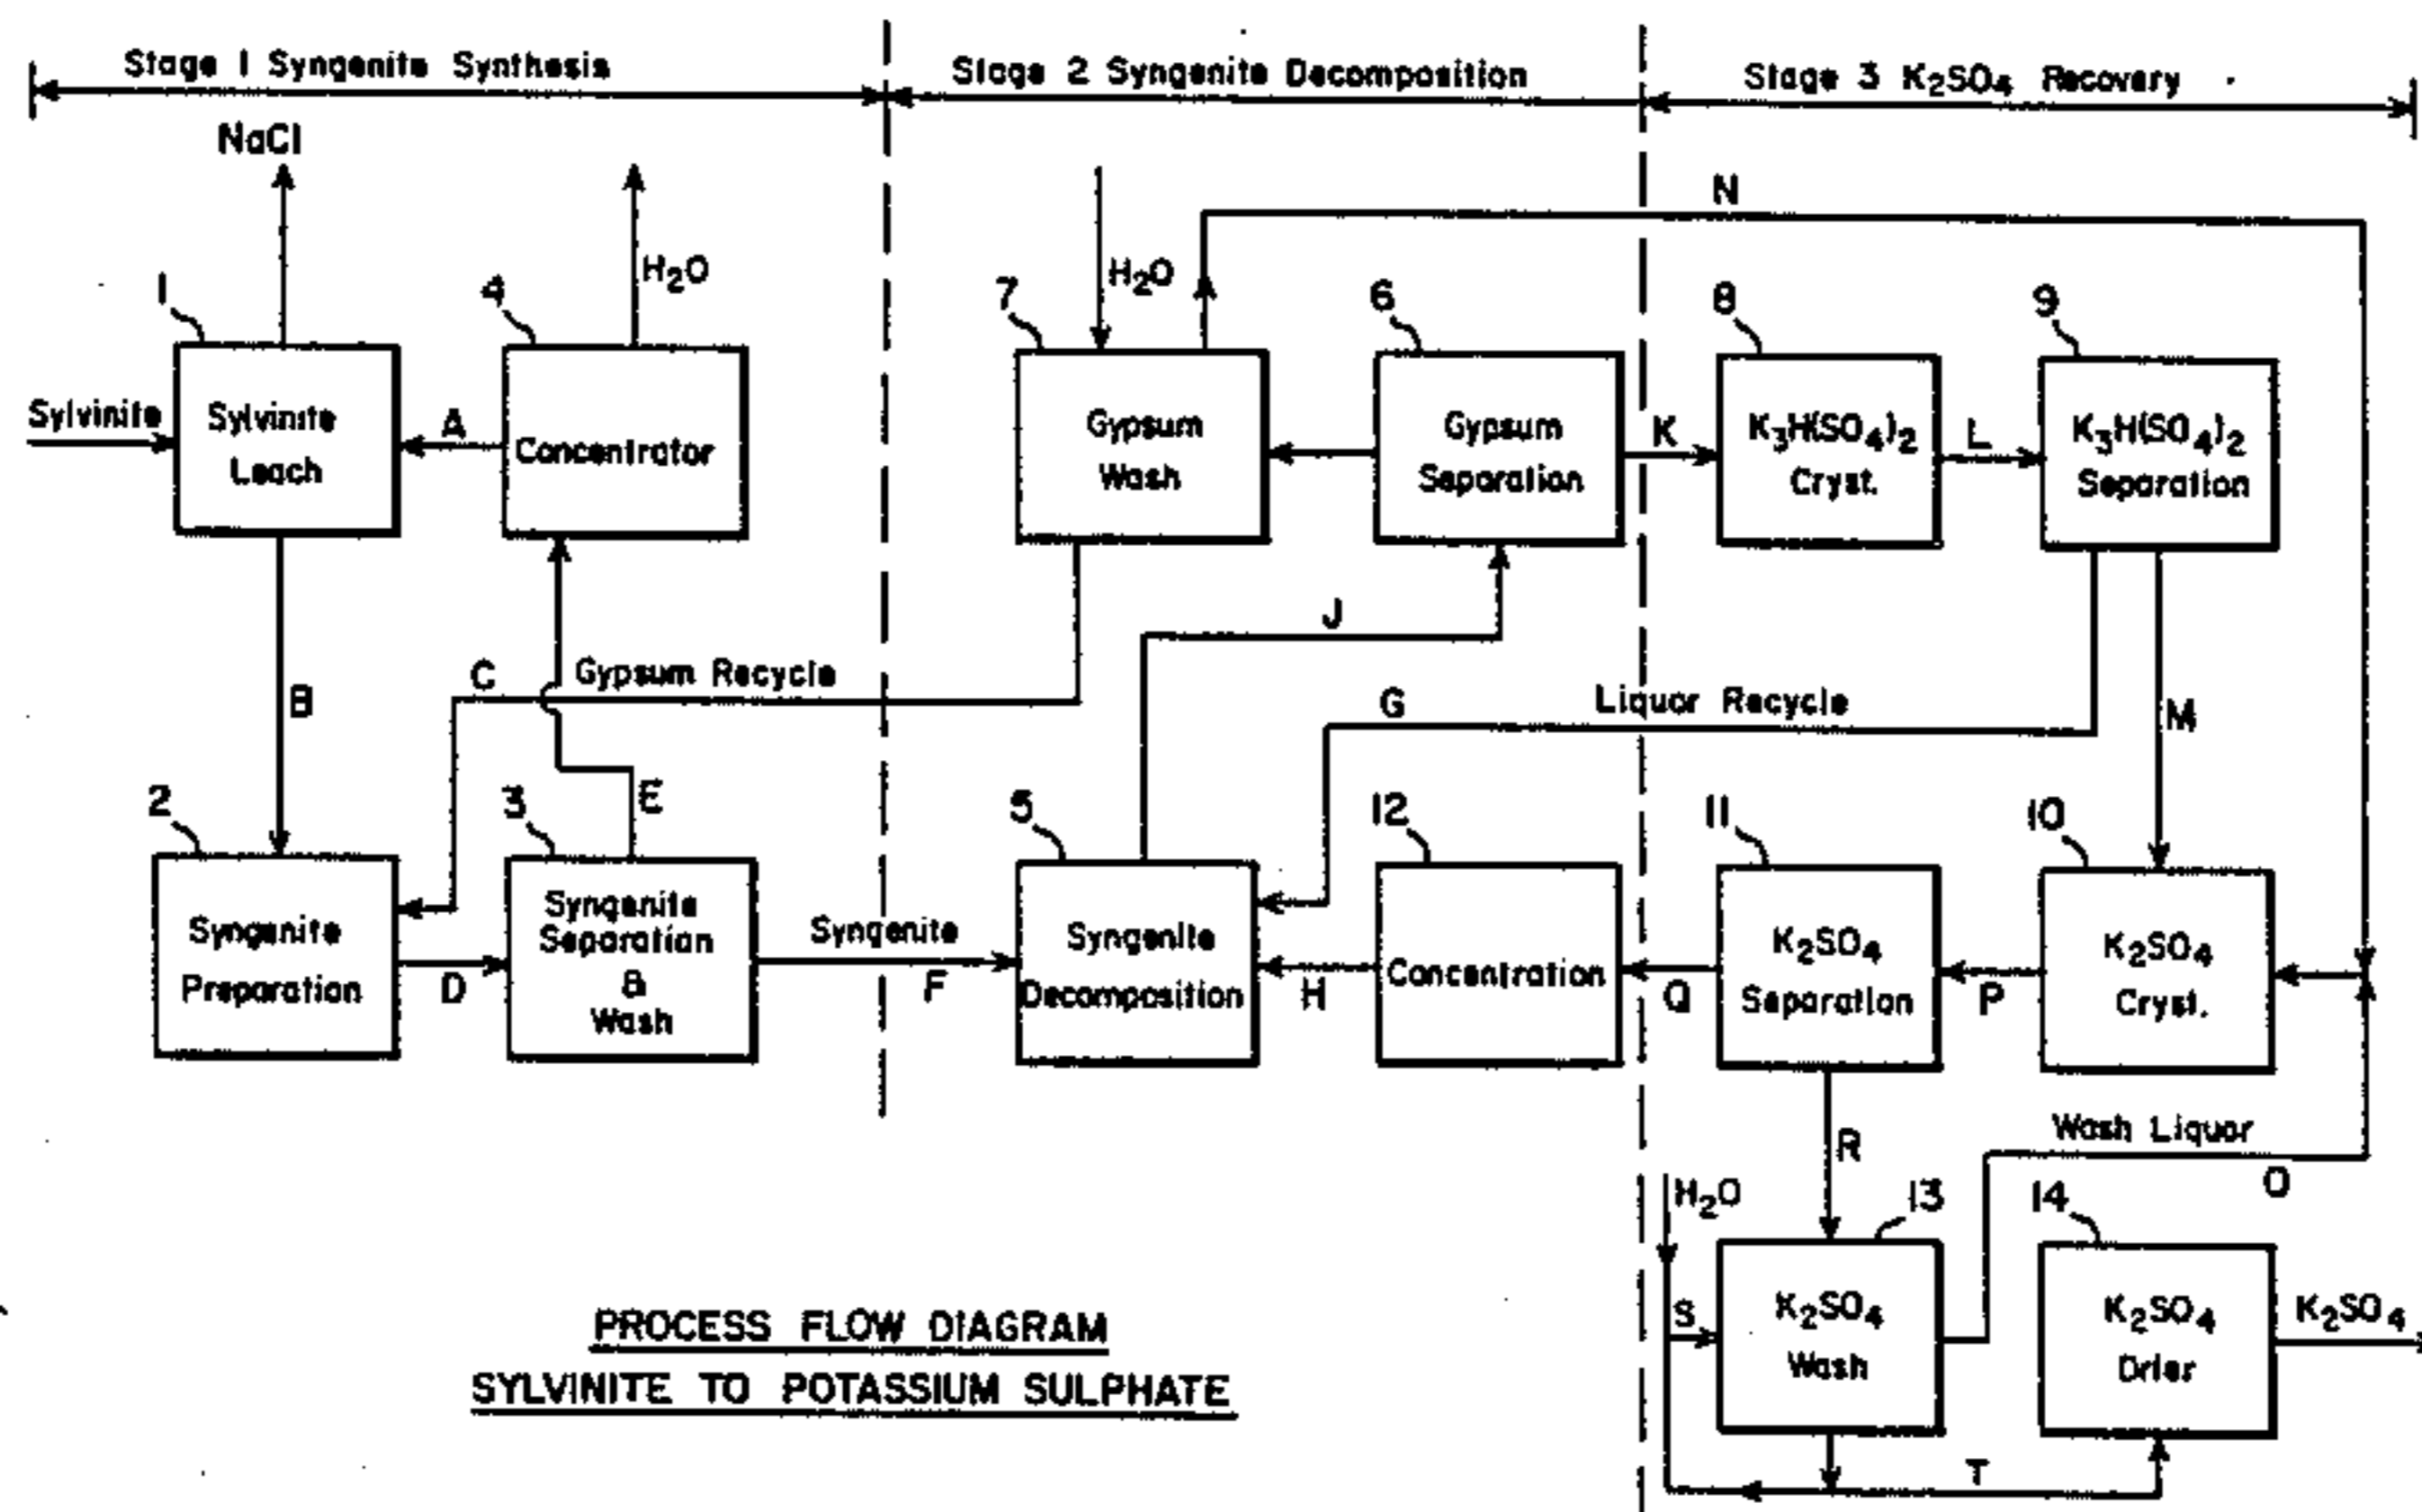 Stage 1 Syngenite Synthesis
Stage 2 Syngenite Decomposition
Stage 3 K2SO4 Recovery
NaCl
H2O
H2O
N
1
4
7
6
8
9
Sylvinite
Sylvinite
Leach
A
Concentrator
Gypsum
Wash
Gypsum
Separation
K
K3H(SO4)2
Cryst.
L
K3H(SO4)2
Separation
J
B
C
Gypsum Recycle
G
Liquor Recycle
M
2
3
E
5
12
11
10
Syngenite
Preparation
D
Syngenite
Separation
&
Wash
Syngenite
F
Syngenite
Decomposition
H
Concentration
Q
K2SO4
Separation
P
K2SO4
Cryst.
R
Wash Liquor
O
H2O
13
14
S
K2SO4
Wash
K2SO4
Drier
K2SO4
T
PROCESS FLOW DIAGRAM
SYLVINITE TO POTASSIUM SULPHATE